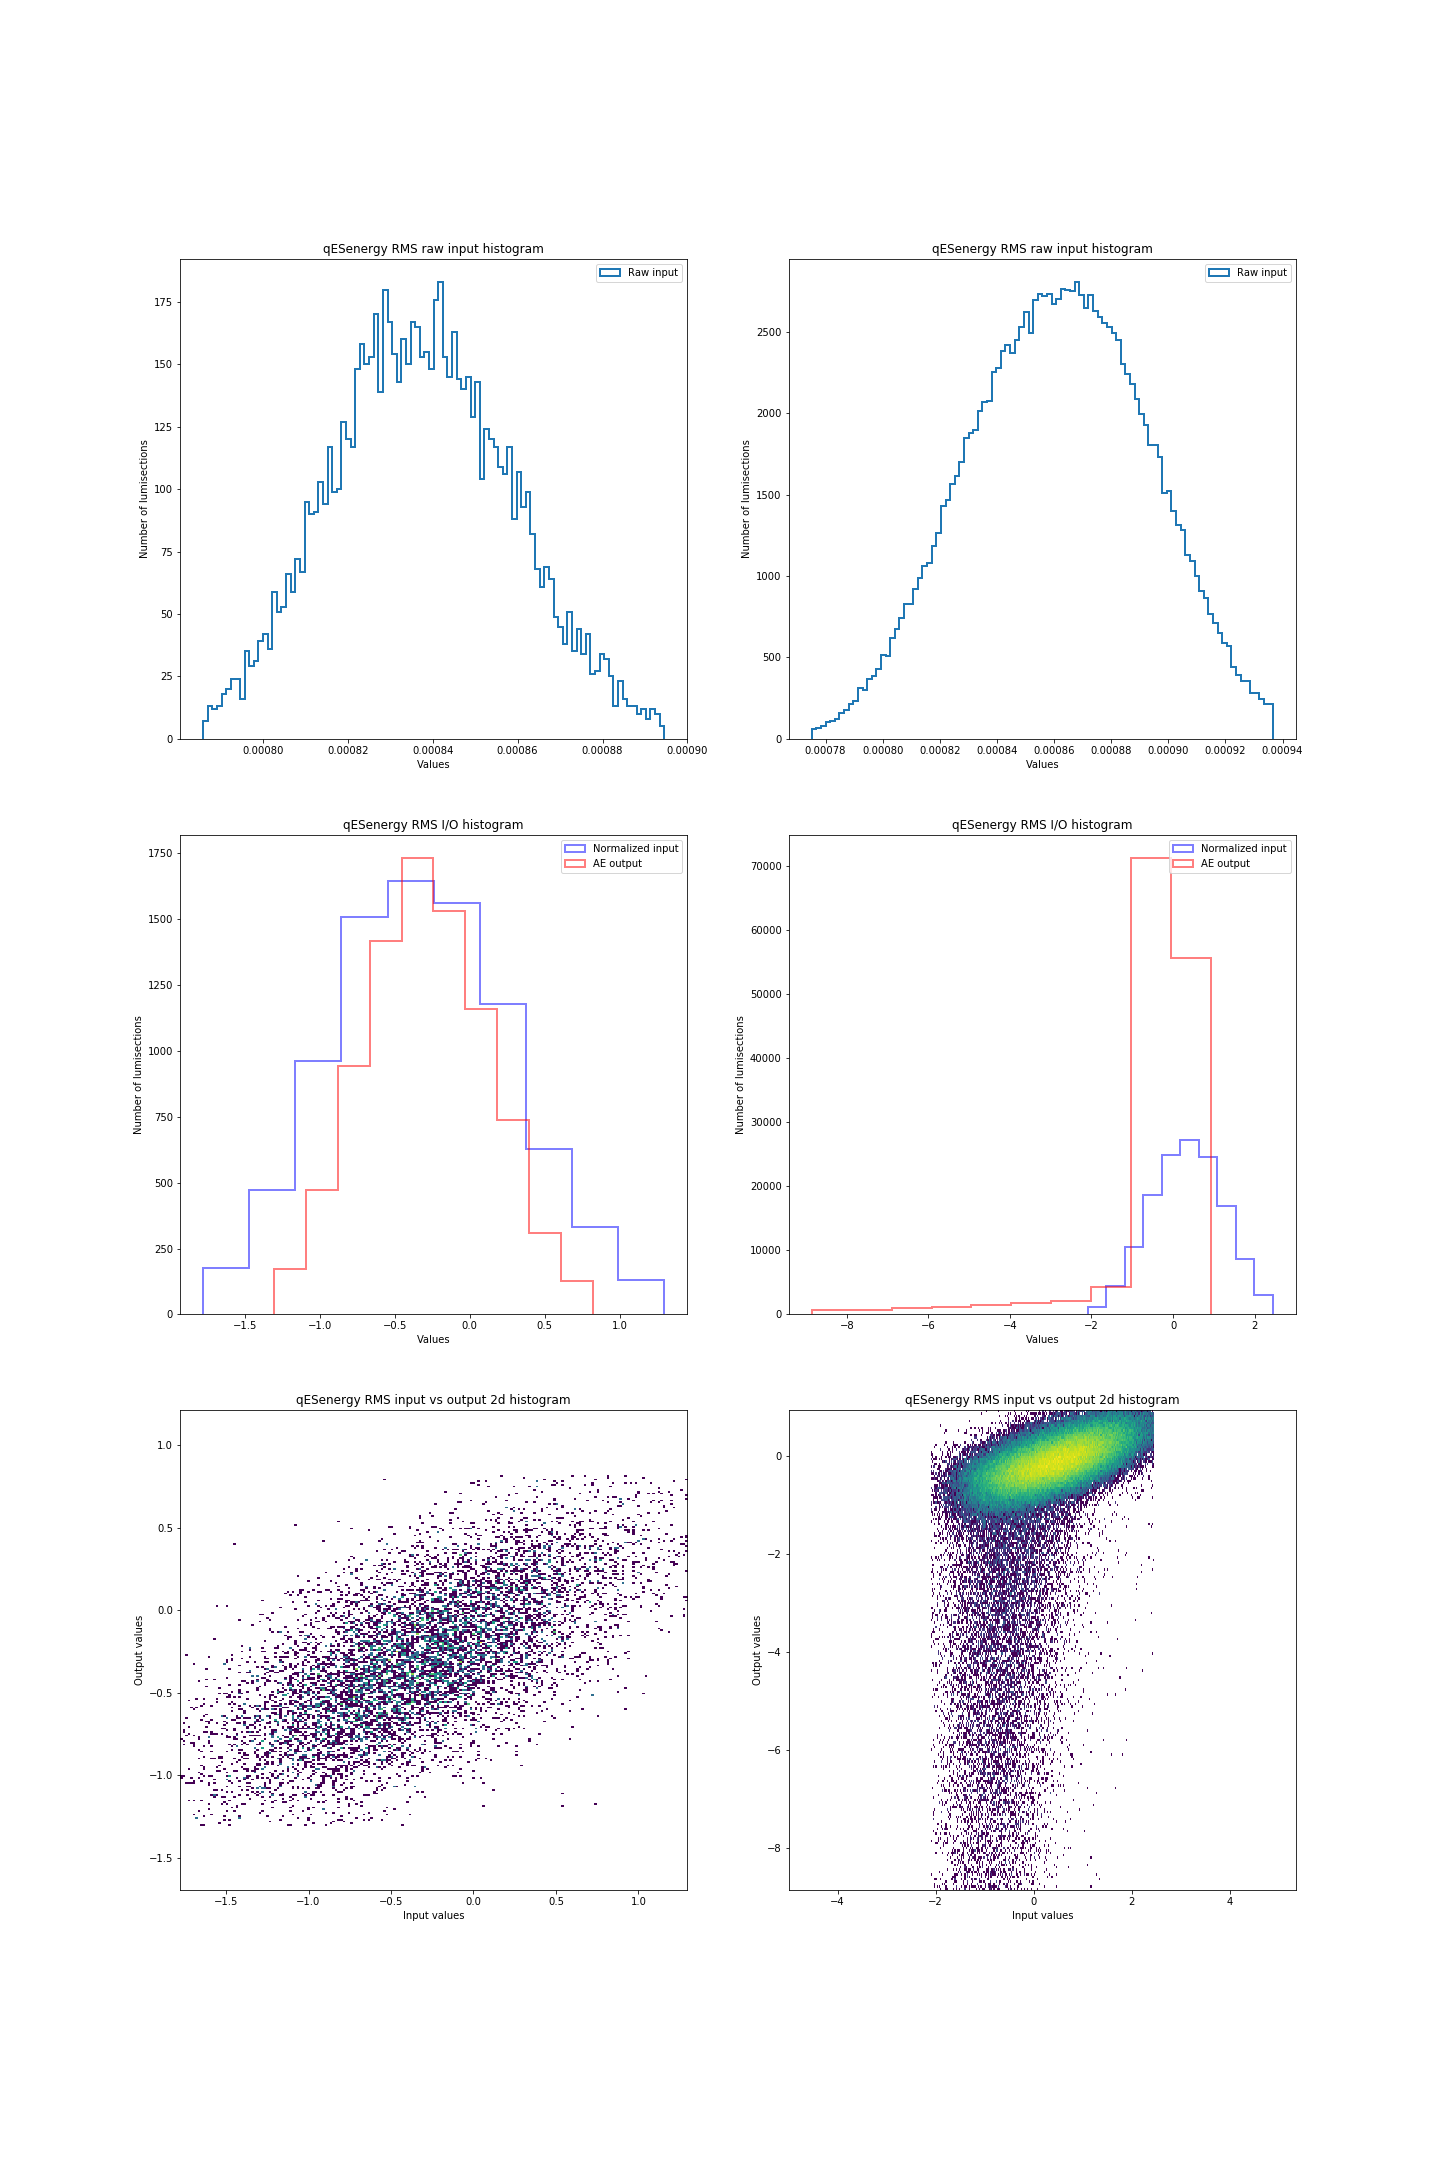 qESenergy RMS raw input histogram
Raw input
175
150
125
100
75
50
25
0
Number of lumisections
0.00080 0.00082 0.00084 0.00086 0.00088 0.00090
Values
qESenergy RMS raw input histogram
Raw input
2500
2000
1500
1000
500
0
Number of lumisections
0.00078 0.00080 0.00082 0.00084 0.00086 0.00088 0.00090 0.00092 0.00094
Values
qESenergy RMS I/O histogram
Normalized input
AE output
1750
1500
1250
1000
750
500
250
0
Number of lumisections
−1.5 −1.0 −0.5 0.0 0.5 1.0
Values
qESenergy RMS I/O histogram
Normalized input
AE output
70000
60000
50000
40000
30000
20000
10000
0
Number of lumisections
−8 −6 −4 −2 0 2
Values
qESenergy RMS input vs output 2d histogram
1.0
0.5
0.0
−0.5
−1.0
−1.5
Output values
−1.5 −1.0 −0.5 0.0 0.5 1.0
Input values
qESenergy RMS input vs output 2d histogram
0
−2
−4
−6
−8
Output values
−4 −2 0 2 4
Input values